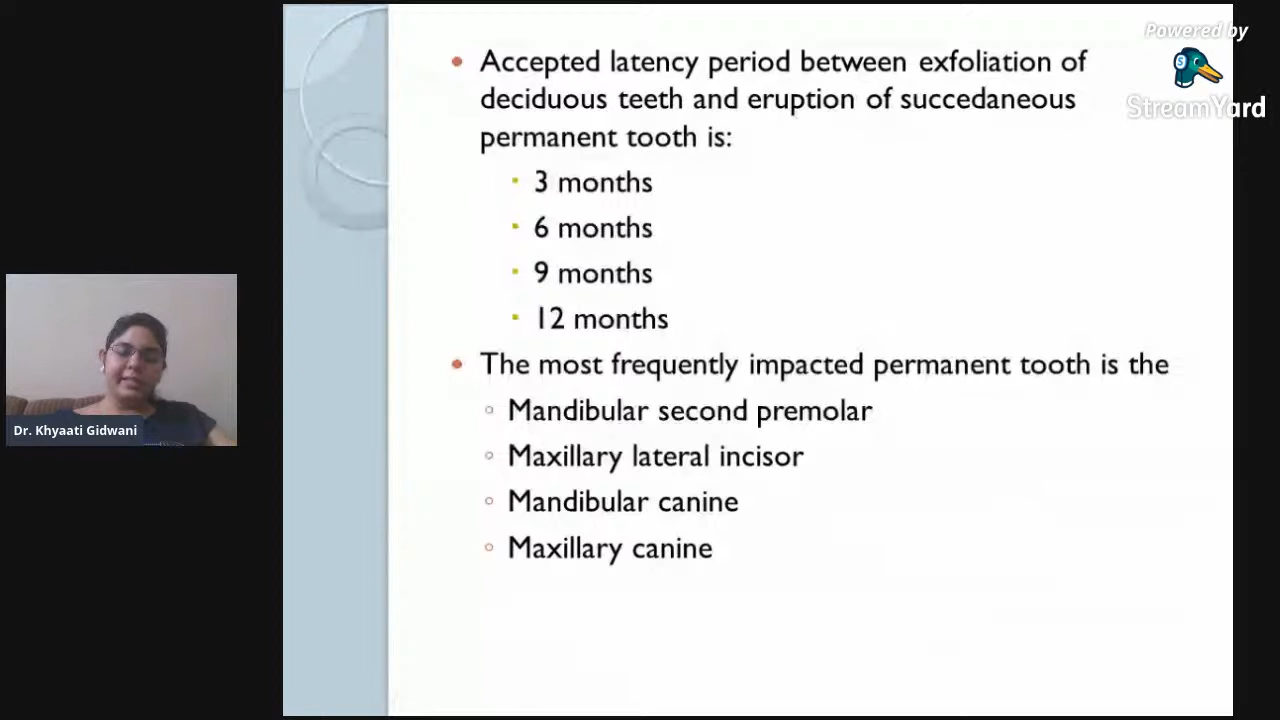 Powered by
StreamYard
Accepted latency period between exfoliation of
deciduous teeth and eruption of succedaneous
permanent tooth is:
3 months
6 months
9 months
12 months
The most frequently impacted permanent tooth is the
Mandibular second premolar
Maxillary lateral incisor
Mandibular canine
Maxillary canine
Dr. Khyaati Gidwani